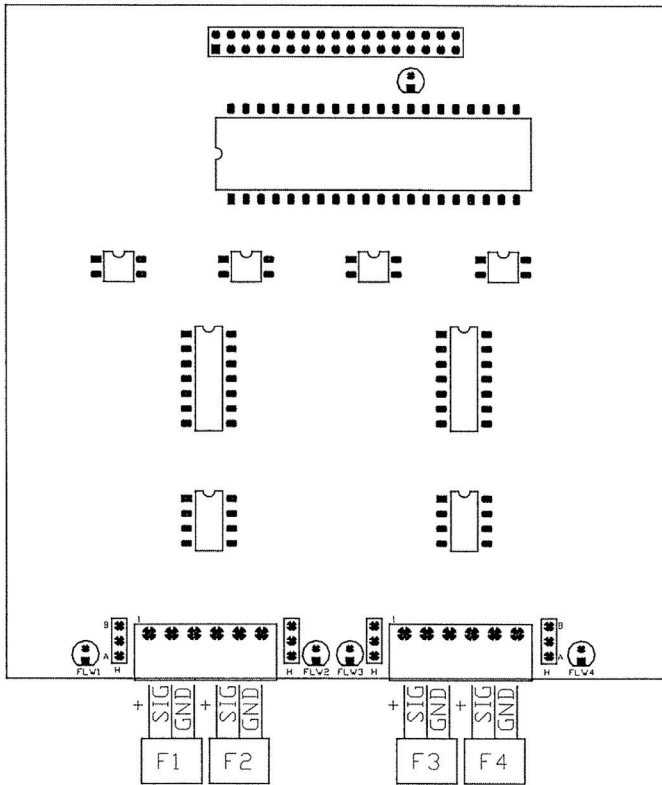 B 1 B 1 B
A A A
H H H H
FLW1 FLW2 FLW3 FLW4
+ SIG GND + SIG GND + SIG GND + SIG GND
F1 F2 F3 F4